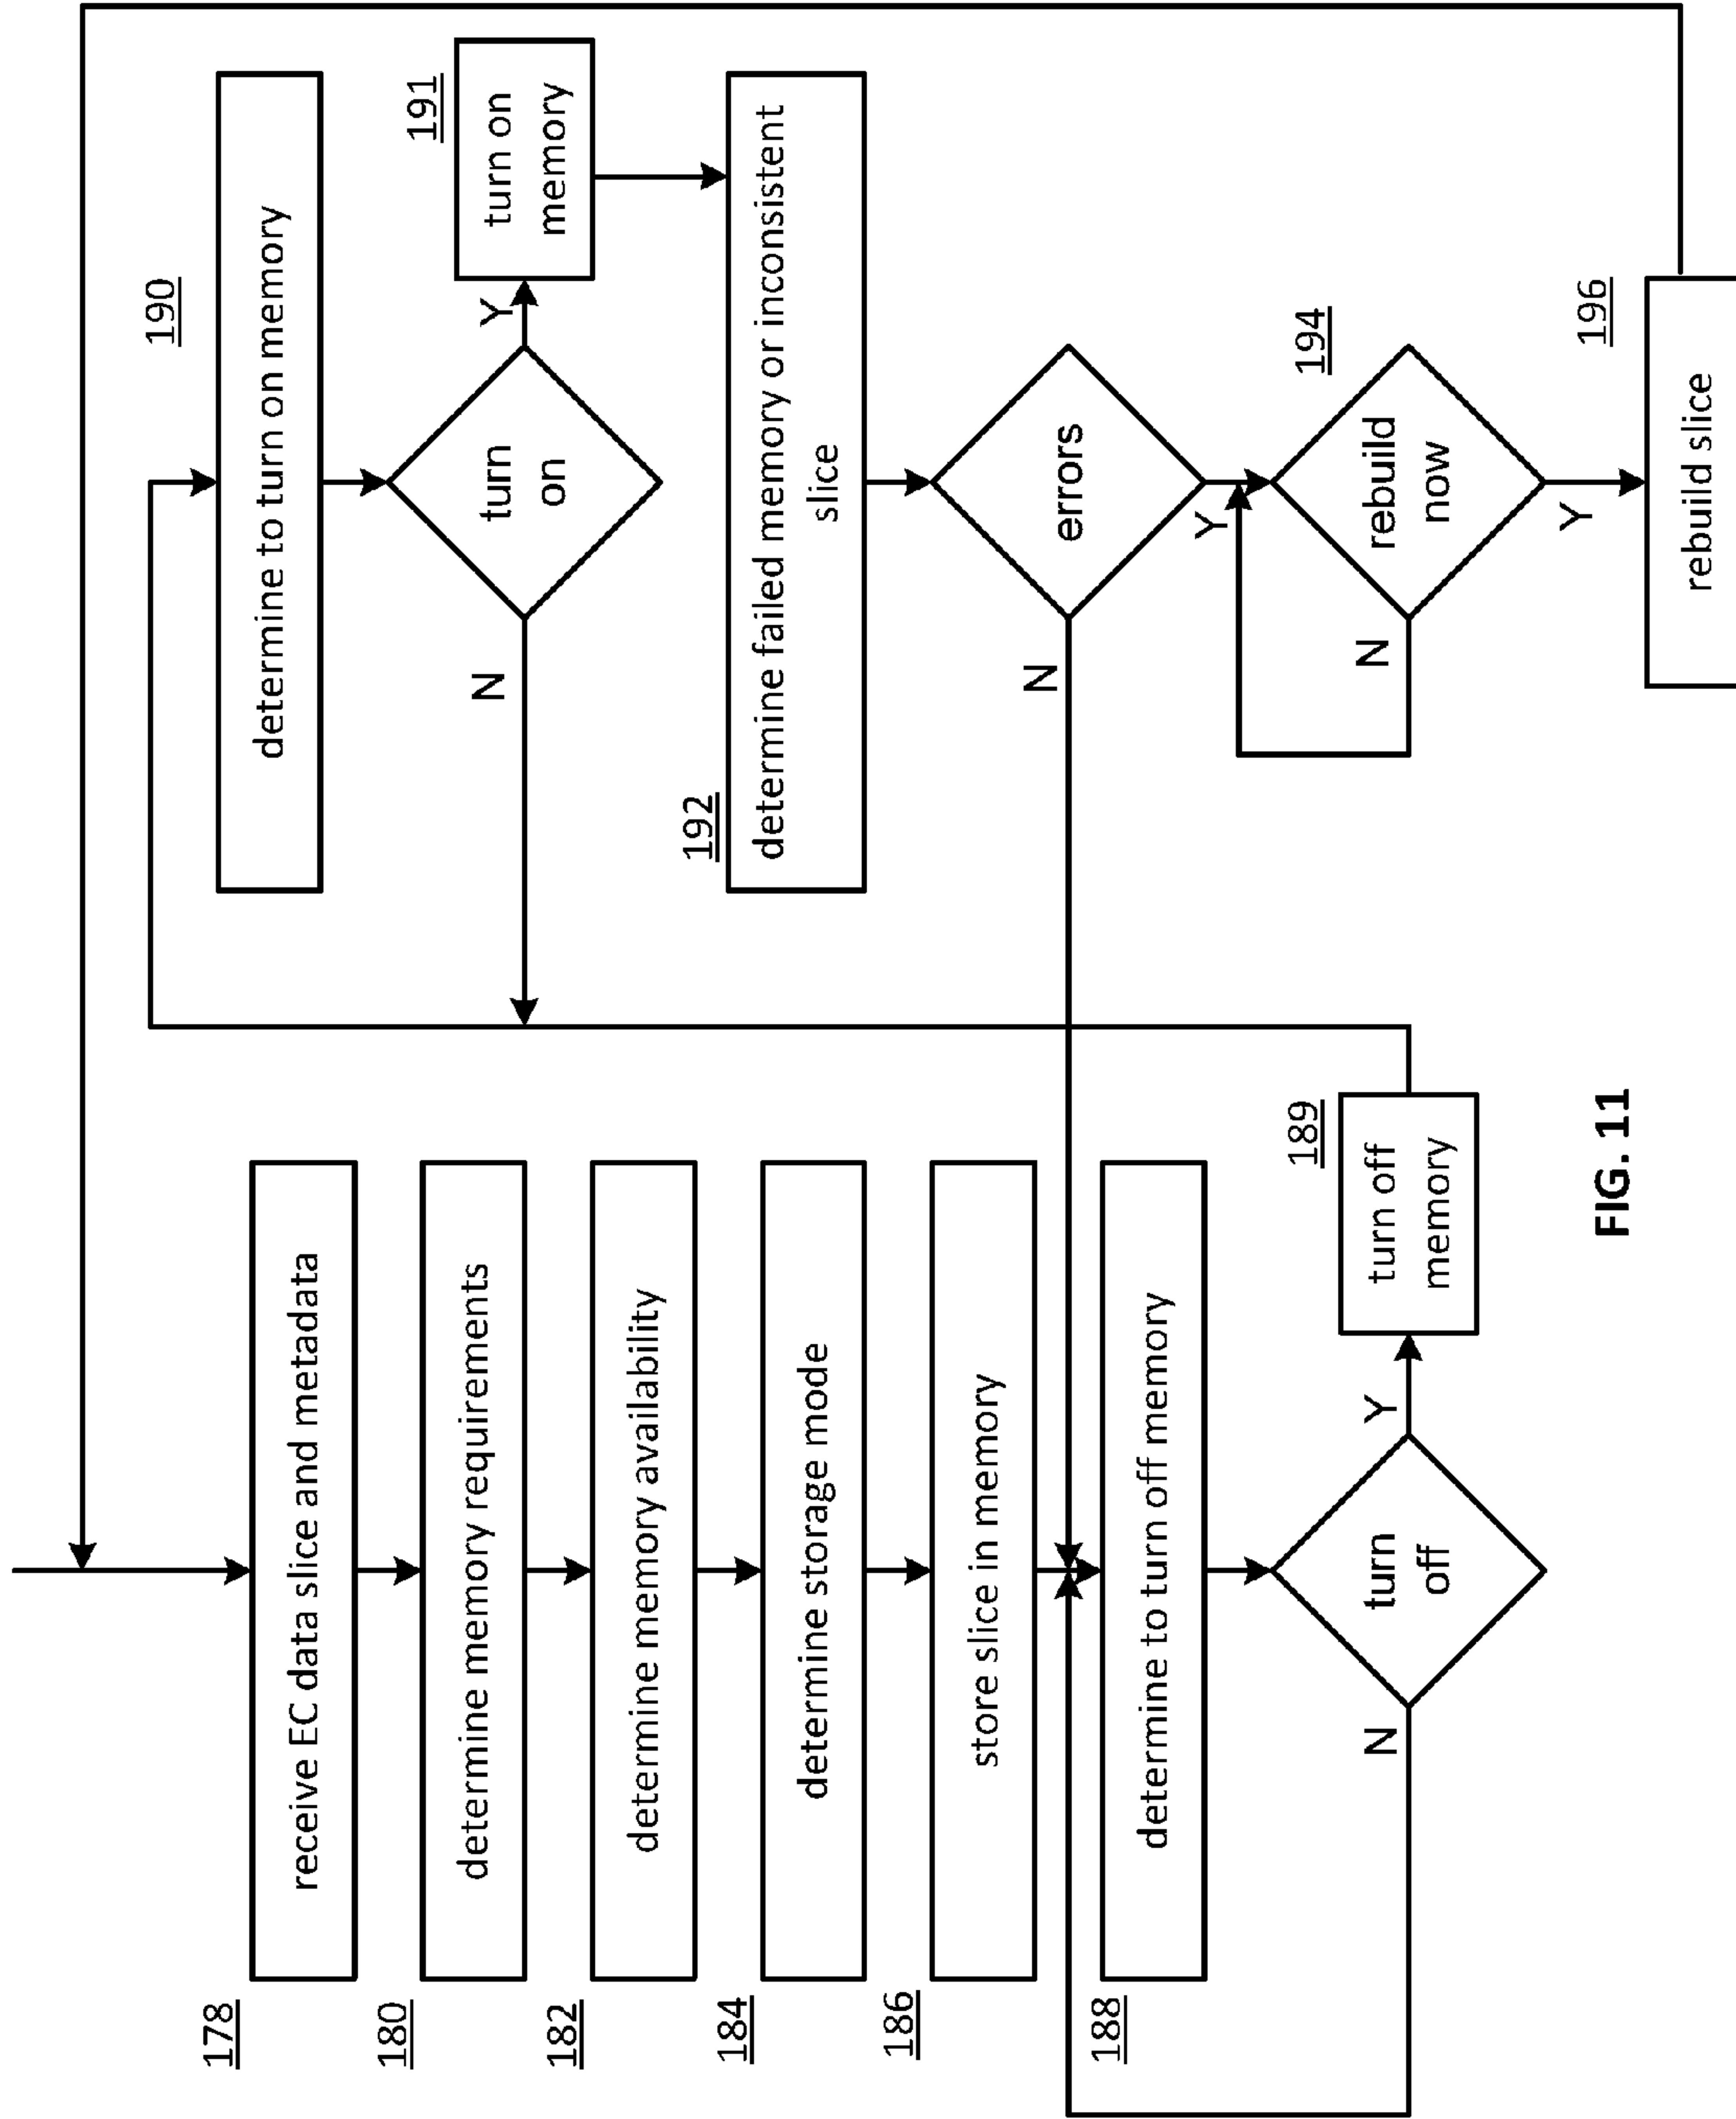 178
receive EC data slice and metadata
180
determine memory requirements
182
determine memory availability
184
determine storage mode
186
store slice in memory
188
determine to turn off memory
turn
off
N
Y
189
turn off
memory
190
determine to turn on memory
turn
on
N
Y
191
turn on
memory
192
determine failed memory or inconsistent
slice
errors
N
Y
194
rebuild
now
N
Y
196
rebuild slice
FIG. 11